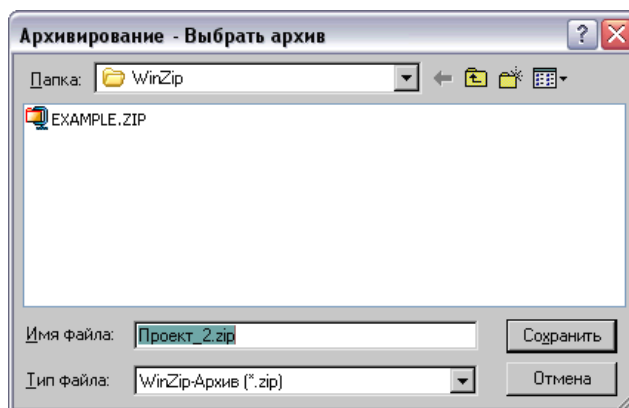 Архивирование - Выбрать архив
?
Папка: WinZip
EXAMPLE.ZIP
Имя файла: Проект_2.zip Сохранить
Тип файла: WinZip-Архив (*.zip) Отмена